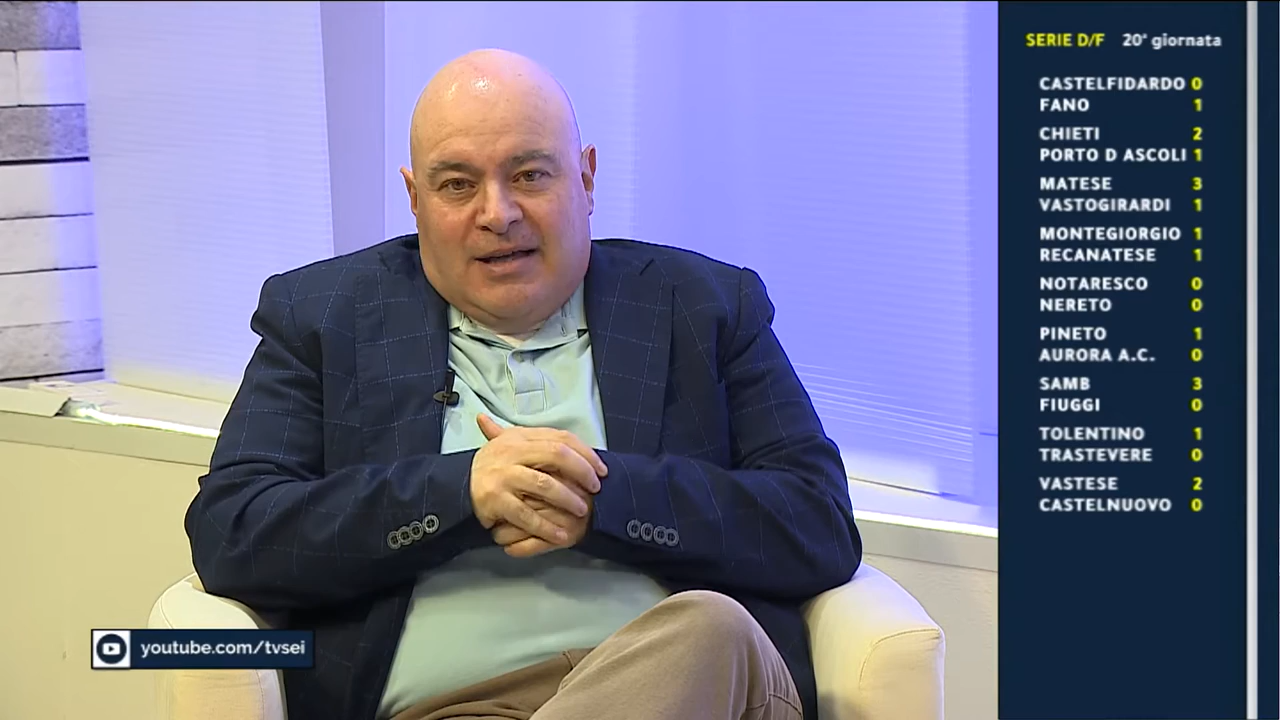 SERIE D/F 20ª giornata
CASTELFIDARDO 0
FANO 1
CHIETI 2
PORTO D ASCOLI 1
MATESE 3
VASTOGIRARDI 1
MONTEGIORGIO 1
RECANATESE 1
NOTARESCO 0
NERETO 0
PINETO 1
AURORA A.C. 0
SAMB 3
FIUGGI 0
TOLENTINO 1
TRASTEVERE 0
VASTESE 2
CASTELNUOVO 0
youtube.com/tvsei